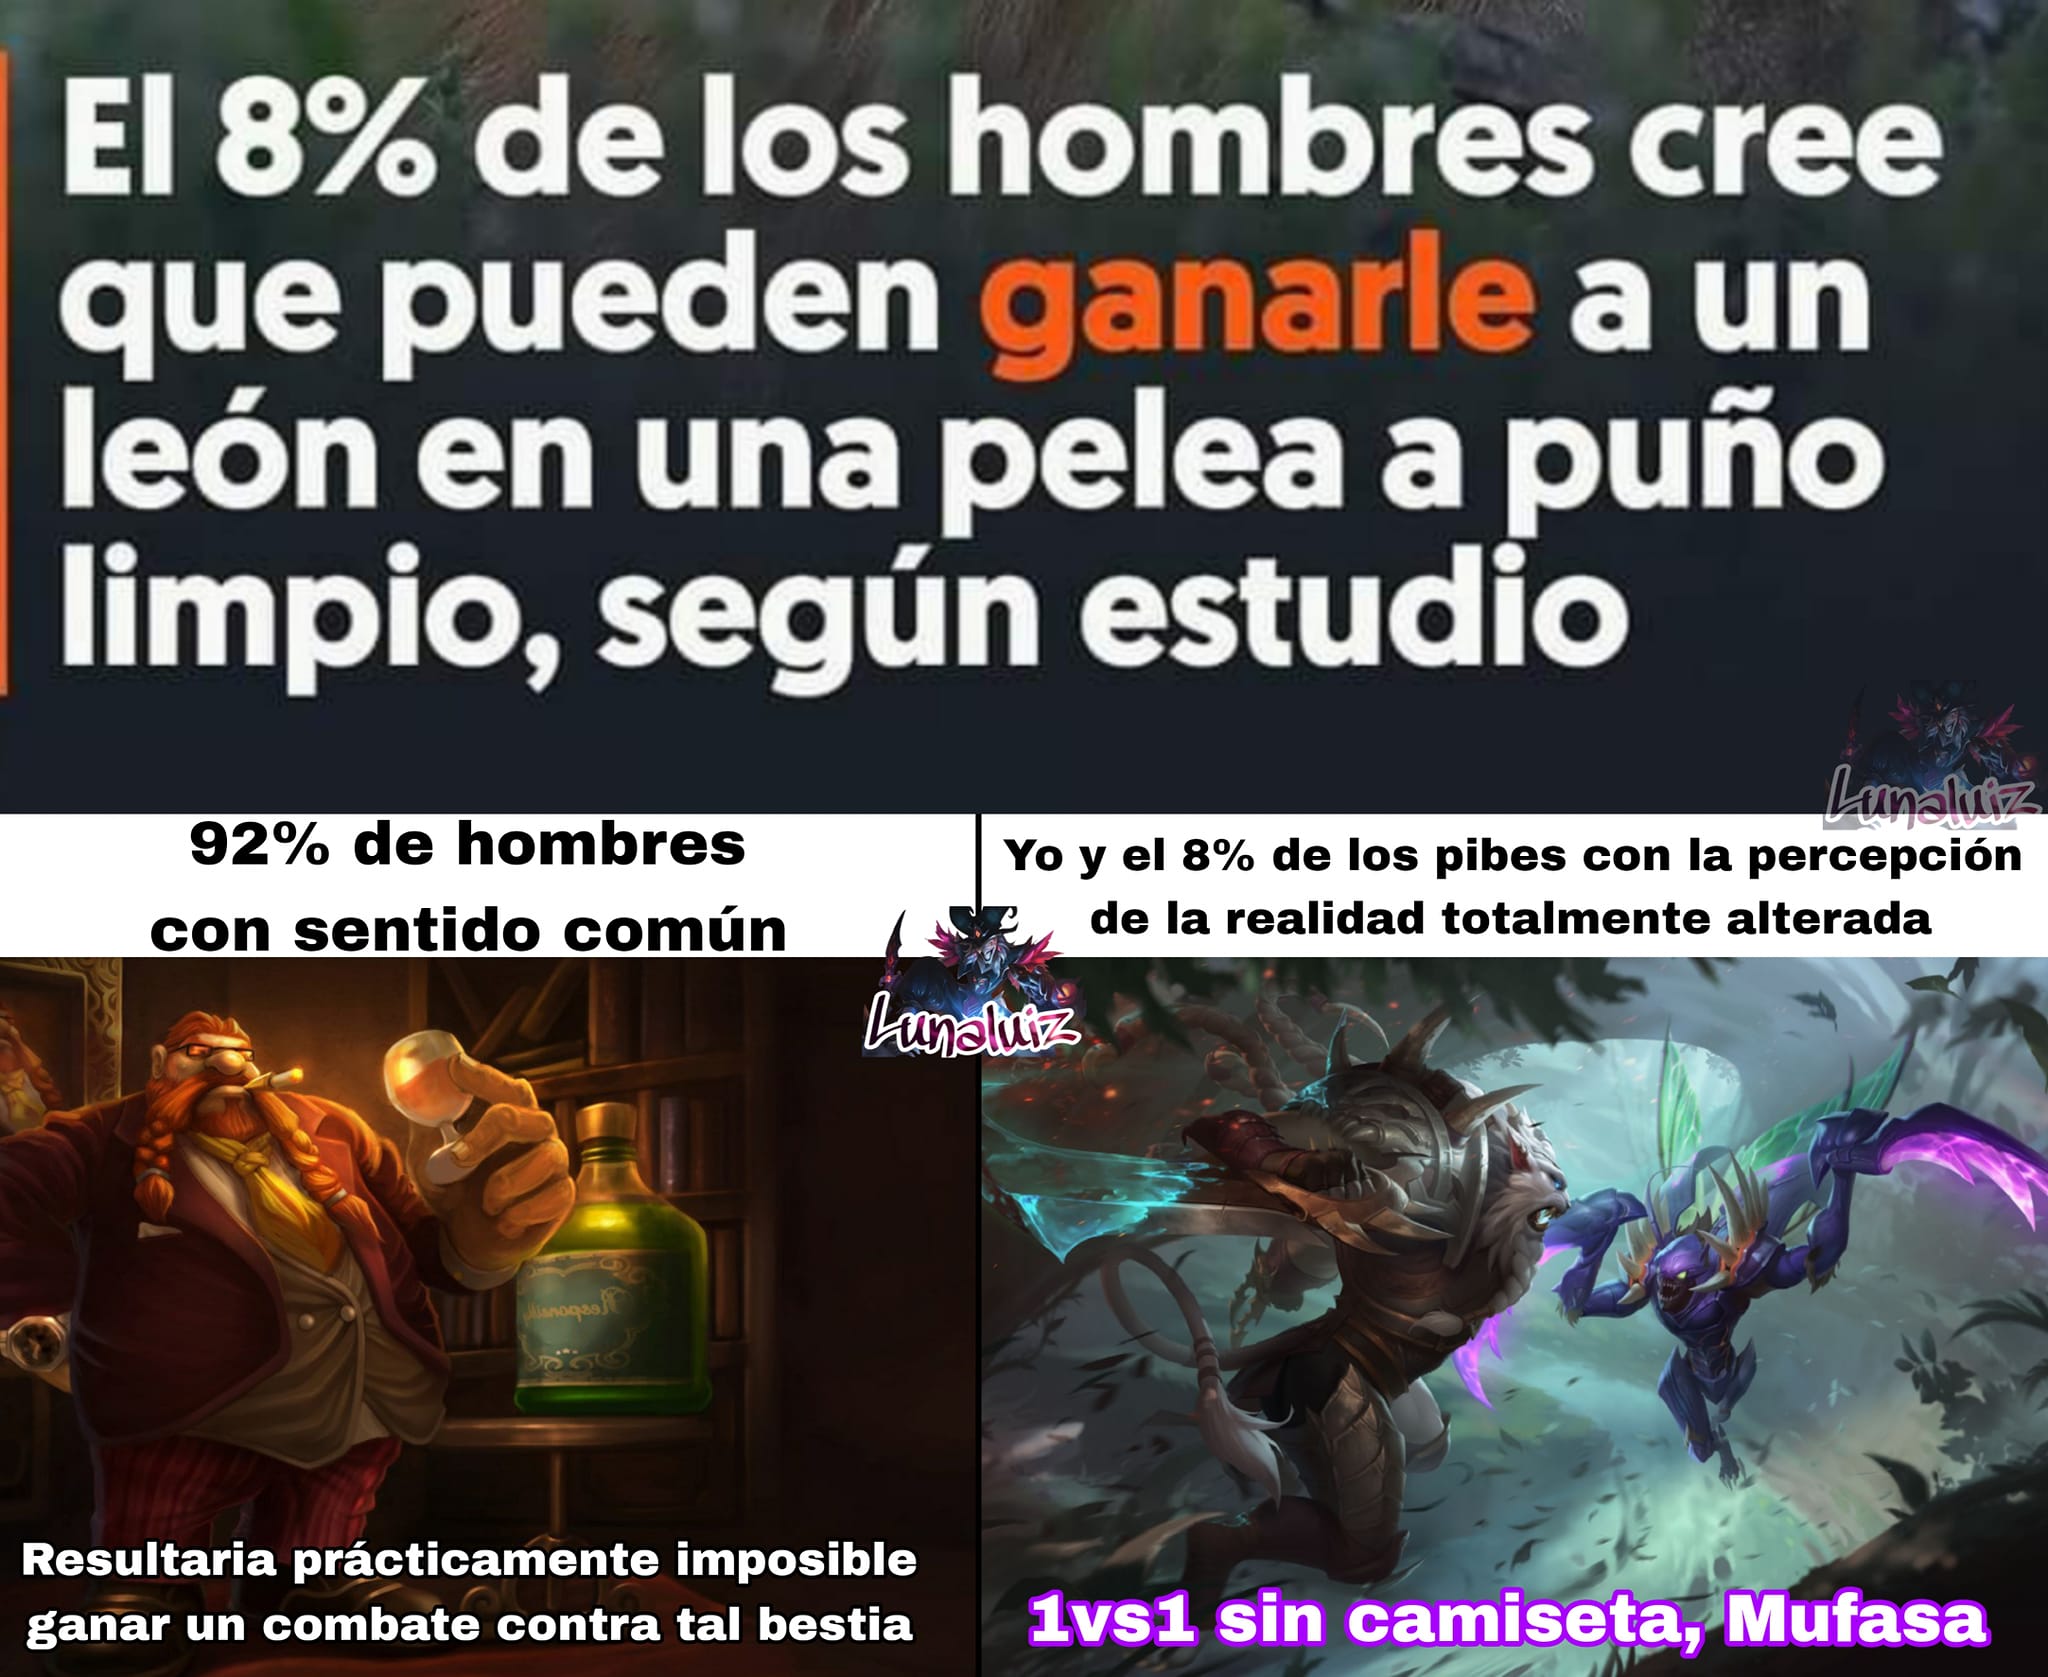 El 8% de los hombres cree
que pueden ganarle a un
león en una pelea a puño
limpio, según estudio
Lunaluiz
92% de hombres
con sentido común
Yo y el 8% de los pibes con la percepción
de la realidad totalmente alterada
Lunaluiz
Responsibly
Resultaria prácticamente imposible
ganar un combate contra tal bestia
1vs1 sin camiseta, Mufasa